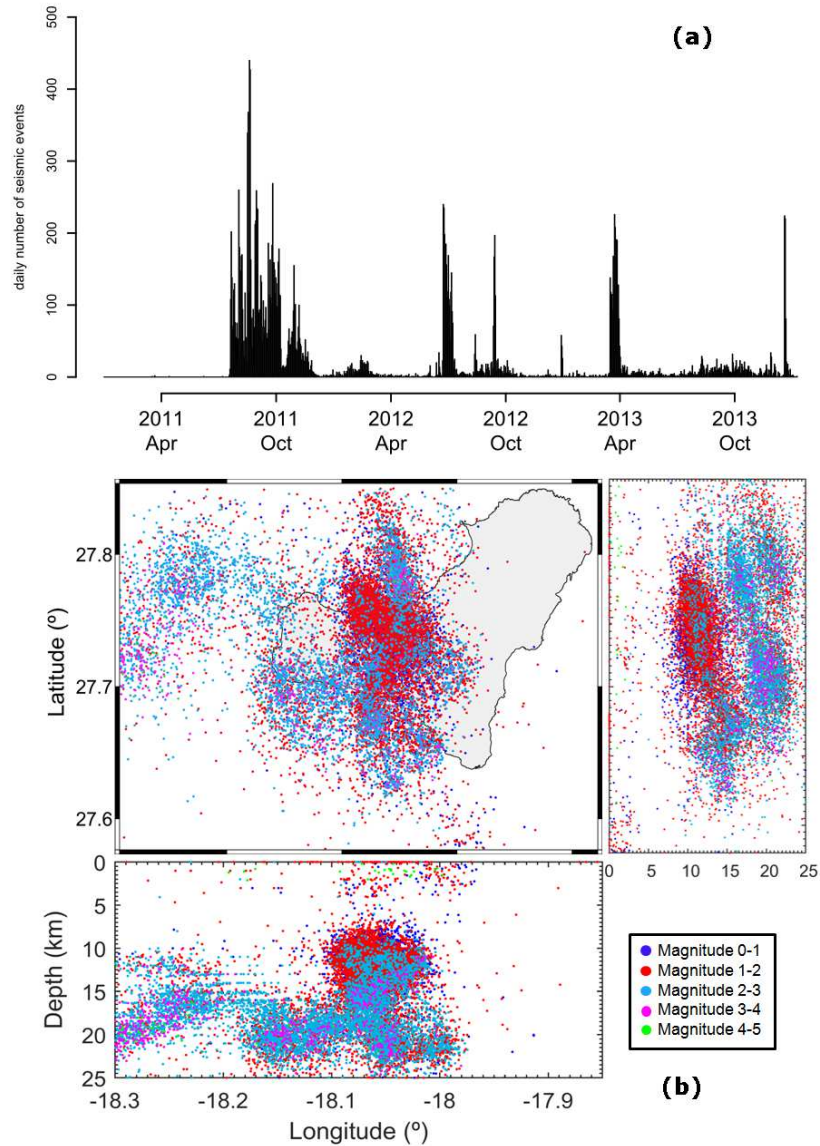 (a)
daily number of seismic events
500
400
300
200
100
0
2011 2011 2012 2012 2013 2013
Apr Oct Apr Oct Apr Oct
Latitude (º)
27.8
27.7
27.6
0 5 10 15 20 25
Depth (km)
0
5
10
15
20
25
-18.3 -18.2 -18.1 -18 -17.9
Longitude (º)
Magnitude 0-1
Magnitude 1-2
Magnitude 2-3
Magnitude 3-4
Magnitude 4-5
(b)